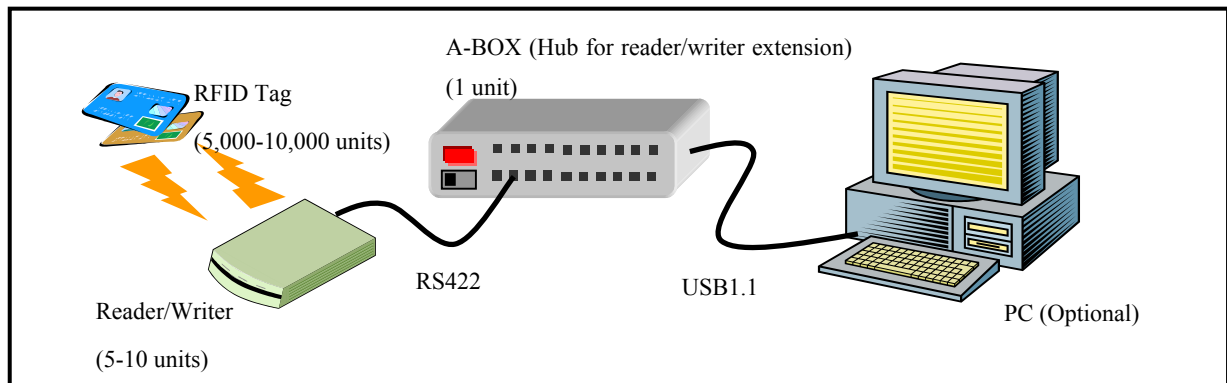 A-BOX (Hub for reader/writer extension)
(1 unit)
RFID Tag
(5,000-10,000 units)
RS422
USB1.1
Reader/Writer
(5-10 units)
PC (Optional)